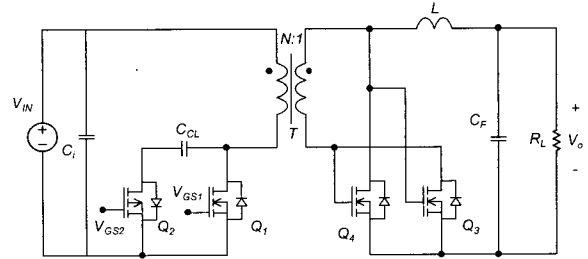 N:1
L
V_IN
+
-
C_i
C_CL
T
C_F
R_L
+
V_o
-
V_GS1
V_GS2
Q_2
Q_1
Q_4
Q_3